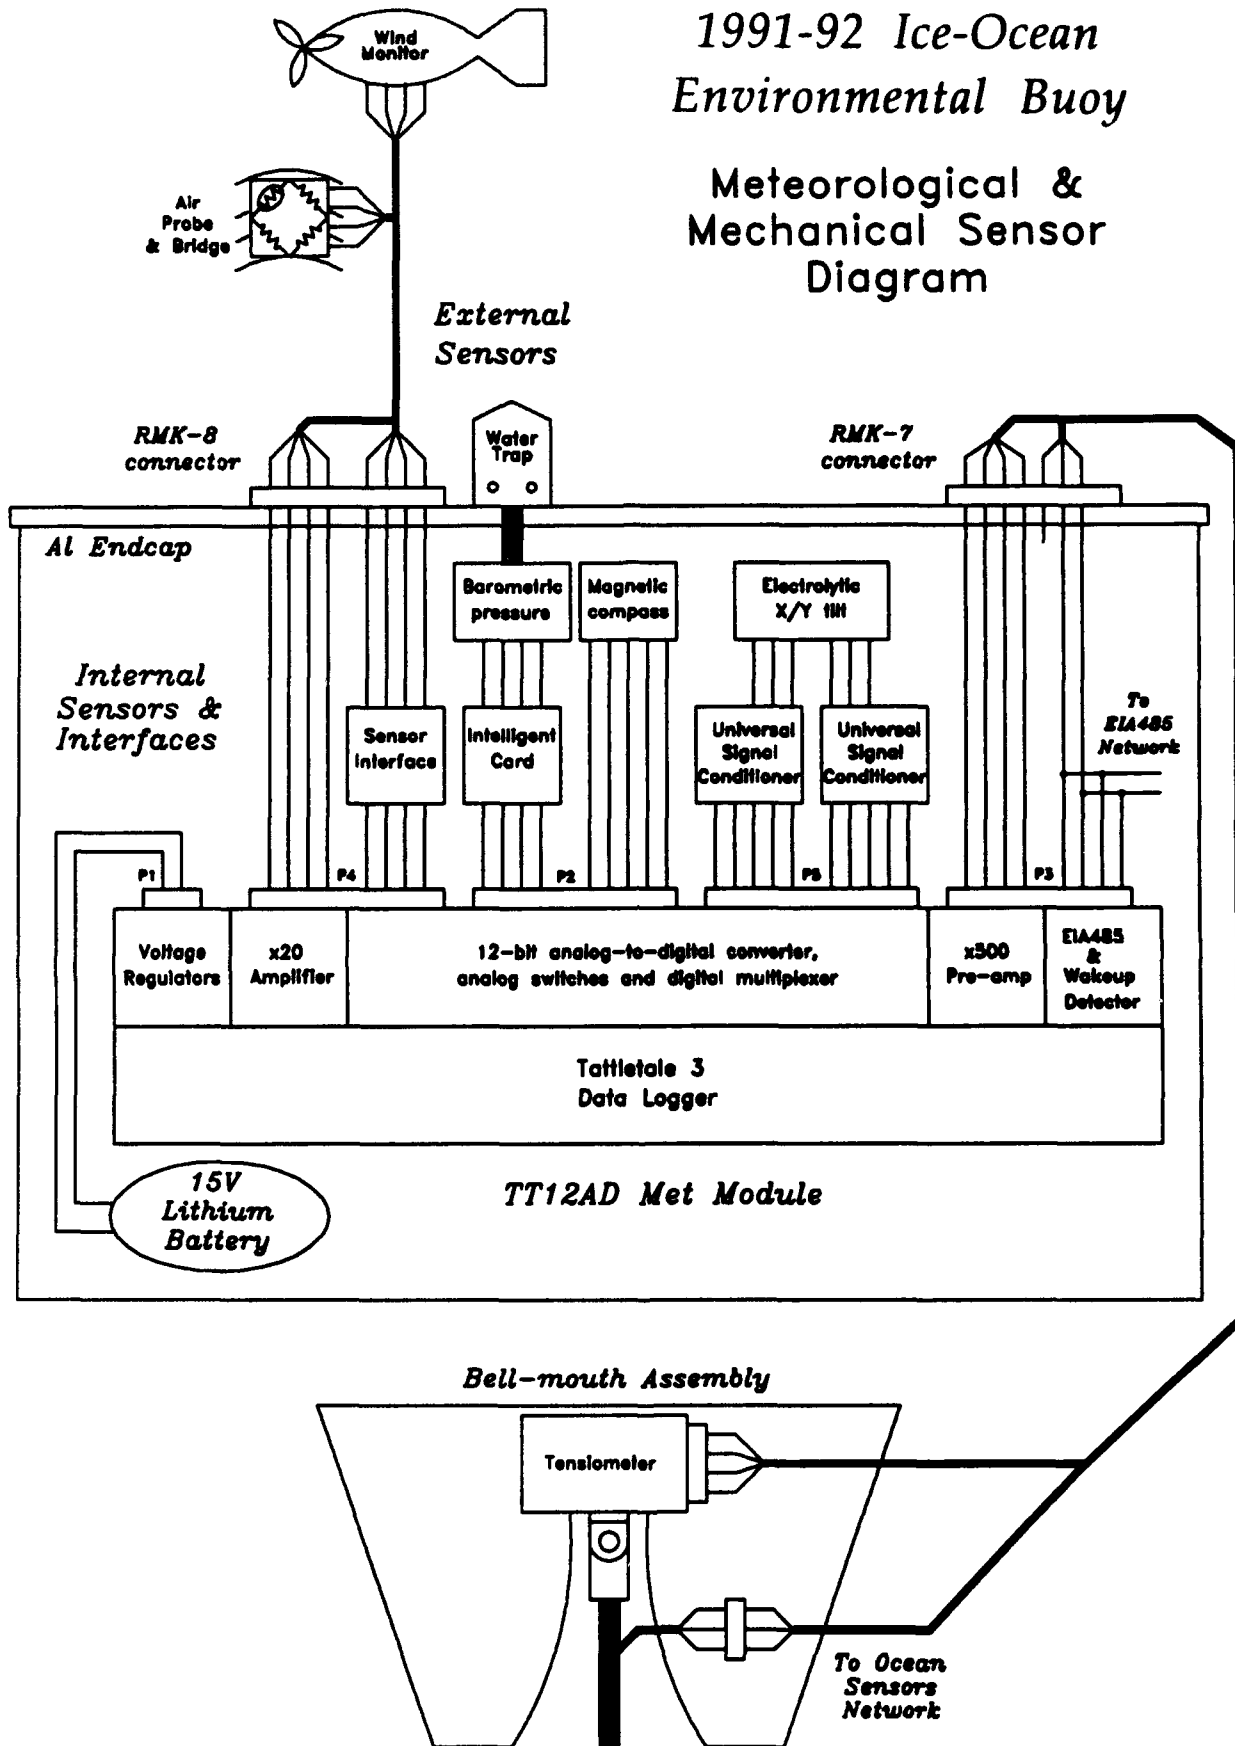 1991-92 Ice-Ocean
Environmental Buoy
Meteorological &
Mechanical Sensor
Diagram
Wind
Monitor
Air
Probe
& Bridge
External
Sensors
RMK-8
connector
Water
Trap
RMK-7
connector
Al Endcap
Barometric
pressure
Magnetic
compass
Electrolytic
X/Y tilt
Internal
Sensors &
Interfaces
Sensor
Interface
Intelligent
Card
Universal
Signal
Conditioner
Universal
Signal
Conditioner
To
EIA485
Network
P1
P4
P2
P5
P3
Voltage
Regulators
x20
Amplifier
12-bit analog-to-digital converter,
analog switches and digital multiplexer
x500
Pre-amp
EIA485
&
Wakeup
Detector
Tattletale 3
Data Logger
15V
Lithium
Battery
TT12AD Met Module
Bell-mouth Assembly
Tensiometer
To Ocean
Sensors
Network